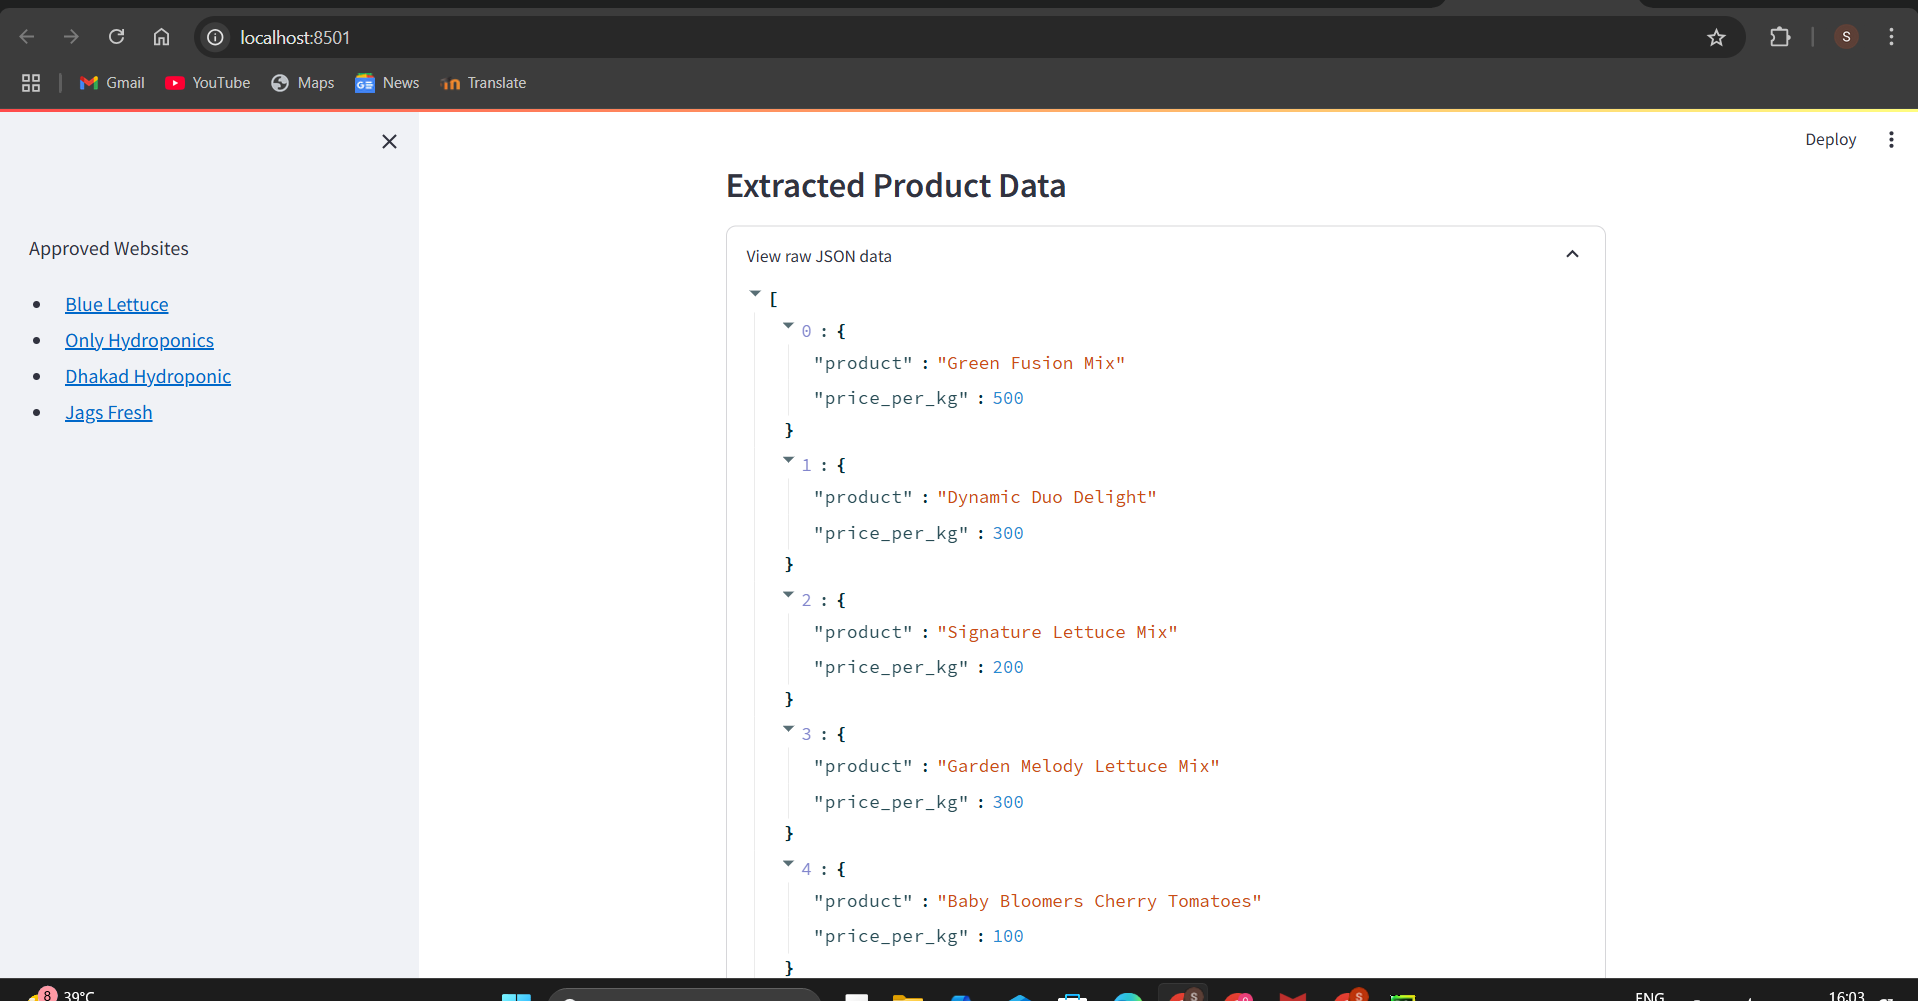 localhost:8501
S
Gmail
YouTube
Maps
News
Translate
Deploy
Approved Websites
Blue Lettuce
Only Hydroponics
Dhakad Hydroponic
Jags Fresh
Extracted Product Data
View raw JSON data
[
0 : {
"product" : "Green Fusion Mix"
"price_per_kg" : 500
}
1 : {
"product" : "Dynamic Duo Delight"
"price_per_kg" : 300
}
2 : {
"product" : "Signature Lettuce Mix"
"price_per_kg" : 200
}
3 : {
"product" : "Garden Melody Lettuce Mix"
"price_per_kg" : 300
}
4 : {
"product" : "Baby Bloomers Cherry Tomatoes"
"price_per_kg" : 100
}
8
39°C
S
S
ENG
16:03